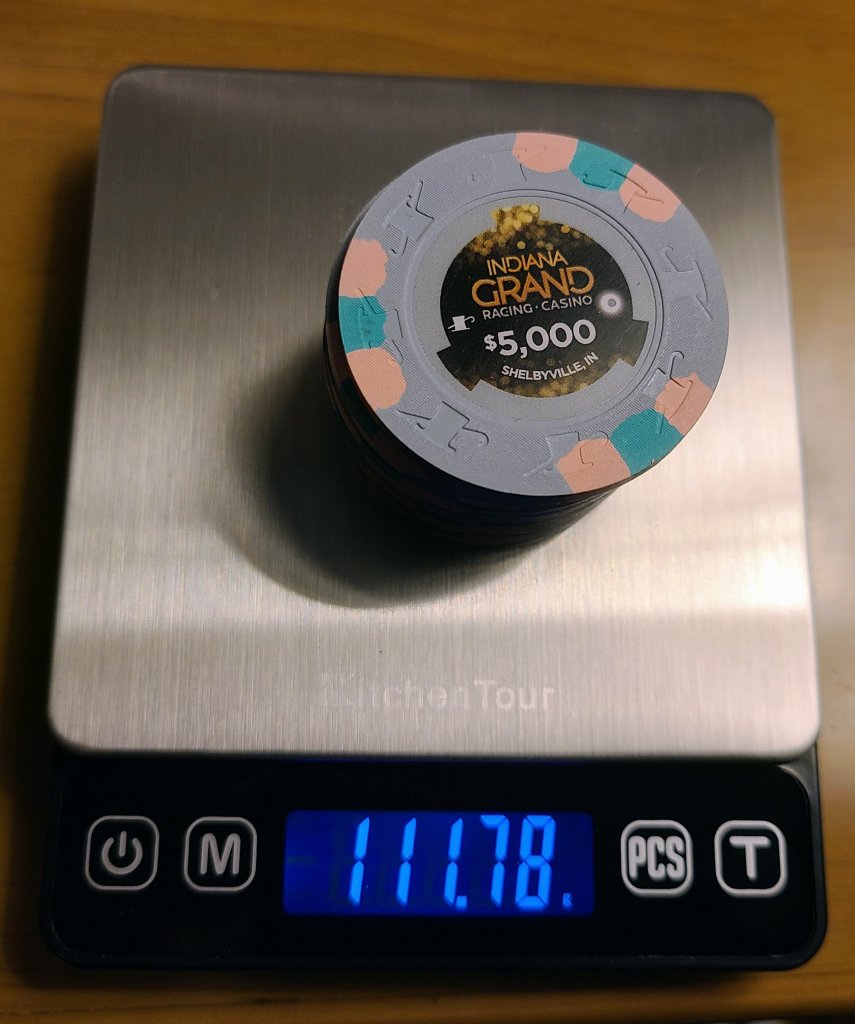 INDIANA
GRAND
RACING · CASINO
$5,000
SHELBYVILLE, IN
KitchenTour
M
111.78 g
PCS
T